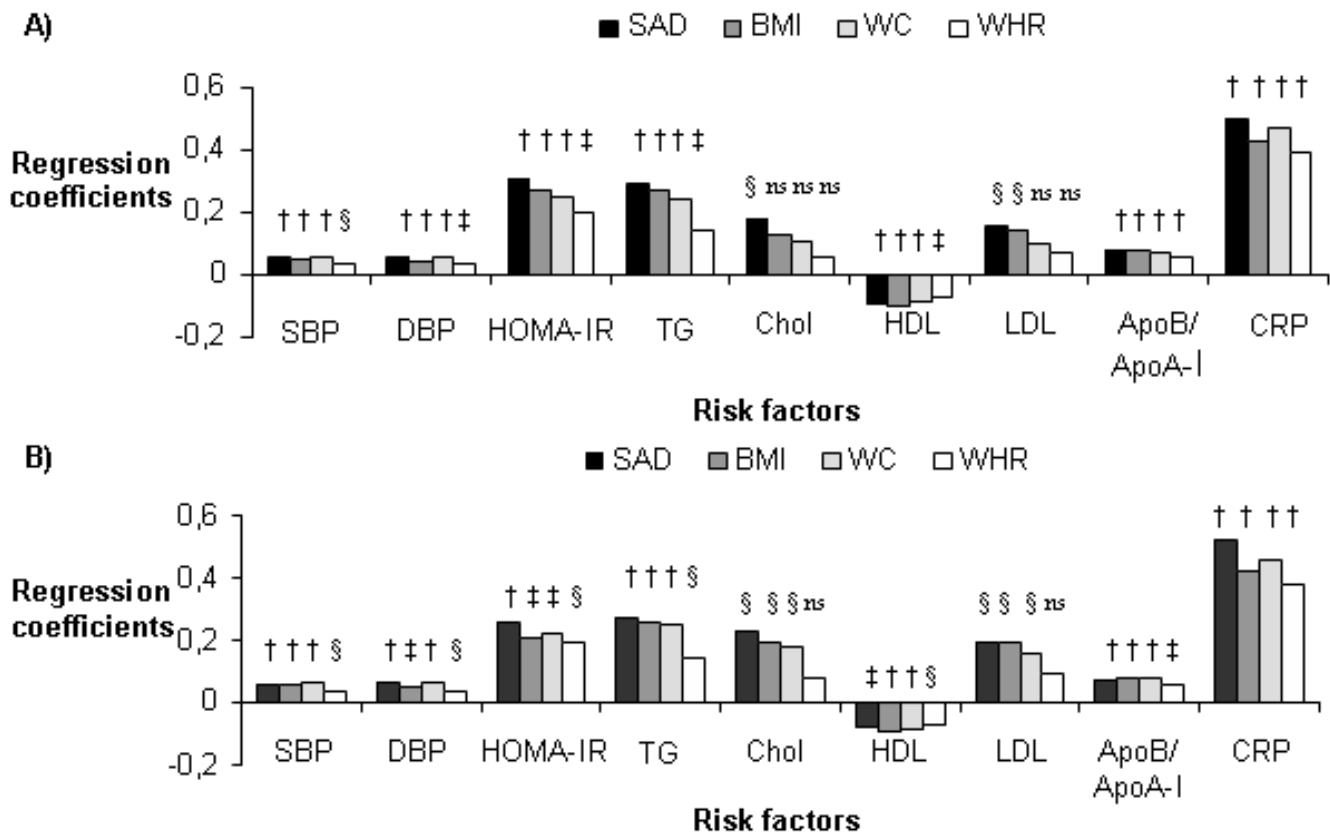 A)
SAD BMI WC WHR
Regression
coefficients
0,6
0,4
0,2
0
-0,2
† † † §
† † † ‡
† † † ‡
† † † ‡
§ ns ns ns
† † † ‡
§ § ns ns
† † † †
† † † †
SBP DBP HOMA-IR TG Chol HDL LDL ApoB/ CRP
ApoA-I
Risk factors
B)
SAD BMI WC WHR
Regression
coefficients
0,6
0,4
0,2
0
-0,2
† † † §
† ‡ † §
† ‡ ‡ §
† † † §
§ § § ns
‡ † † §
§ § § ns
† † † ‡
† † † †
SBP DBP HOMA-IR TG Chol HDL LDL ApoB/ CRP
ApoA-I
Risk factors